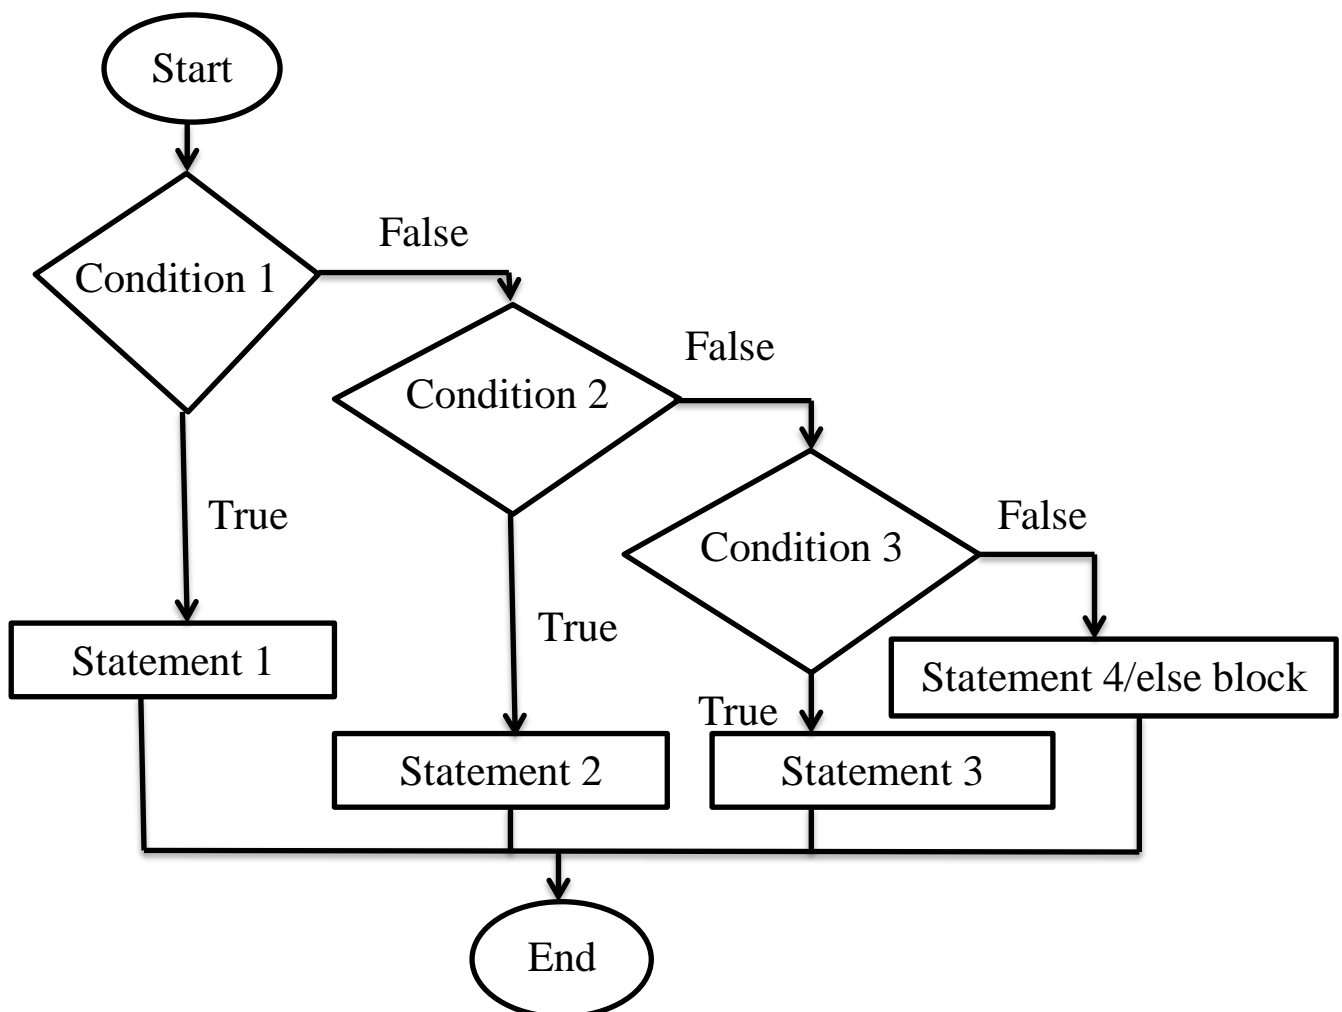 Start
False
Condition 1
False
Condition 2
True
False
Condition 3
True
Statement 1
Statement 4/else block
True
Statement 2
Statement 3
End